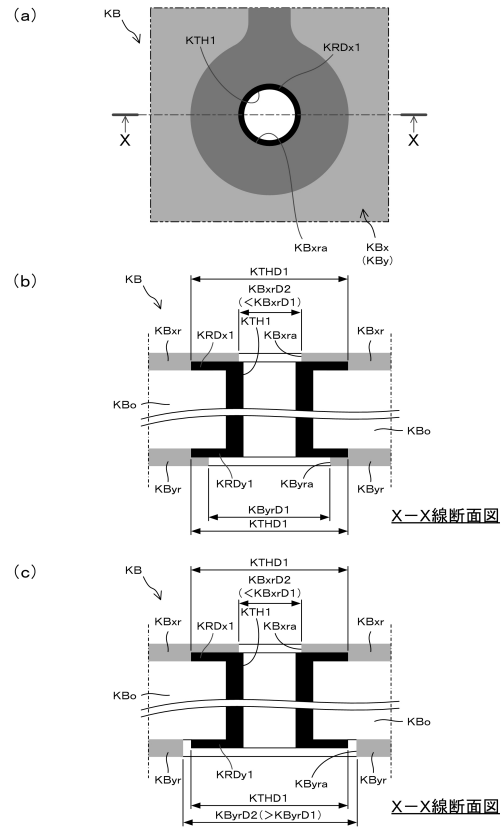 (a)
KB
KTH1
KRDx1
X
X
KBxra
KBx
(KBy)
(b)
KB
KTHD1
KBxrD2
(<KBxrD1)
KTH1
KBxr
KRDx1
KBxra
KBxr
KBo
KBo
KByr
KRDy1
KByra
KByr
KByrD1
KTHD1
X－X線断面図
(c)
KB
KTHD1
KBxrD2
(<KBxrD1)
KTH1
KBxr
KRDx1
KBxra
KBxr
KBo
KBo
KByr
KRDy1
KByra
KByr
KTHD1
KByrD2(>KByrD1)
X－X線断面図